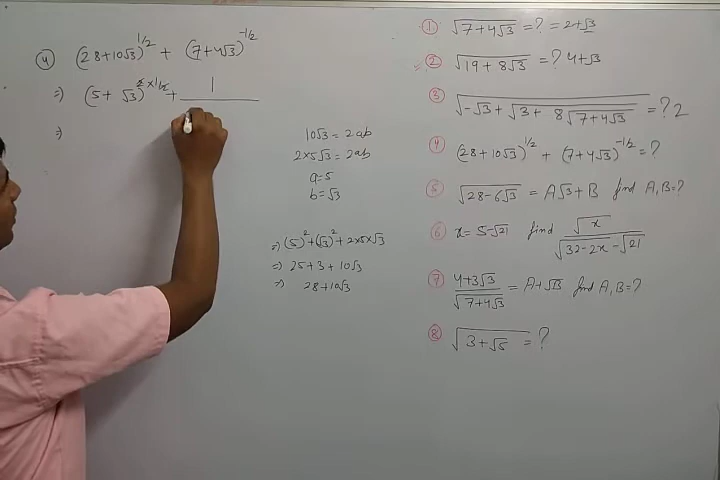 ④ (28+10√3)^1/2 + (7+4√3)^-1/2
⇒ (5+ √3)^2×1/2 + 1/
⇒
10√3 = 2ab
2×5√3 = 2ab
a=5
b=√3
⇒ (5)² + (√3)² + 2×5×√3
⇒ 25+3+10√3
⇒ 28+10√3
① √(7+4√3) = ? = 2+√3
② √(19+8√3) = ? 4+√3
③ √(-√3+√(3+8√(7+4√3))) = ? 2
④ (28+10√3)^1/2 + (7+4√3)^-1/2 = ?
⑤ √(28-6√3) = A√3+B find A,B=?
⑥ x=5-√21 find √x/(√(32-2x)-√21)
⑦ (4+3√3)/√(7+4√3) = A+√B find A,B=?
⑧ √(3+√5) = ?